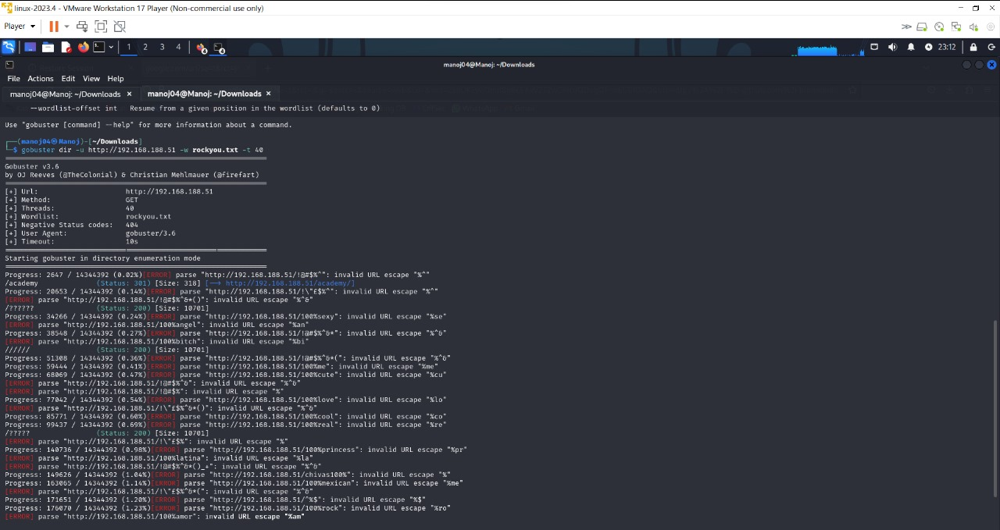 linux-2023.4 - VMware Workstation 17 Player (Non-commercial use only)
Player
1 2 3 4
23:12
manoj04@Manoj: ~/Downloads
File Actions Edit View Help
manoj04@Manoj: ~/Downloads × manoj04@Manoj: ~/Downloads ×
--wordlist-offset int Resume from a given position in the wordlist (defaults to 0)
Use "gobuster [command] --help" for more information about a command.
┌──(manoj04㉿Manoj)-[~/Downloads]
└─$ gobuster dir -u http://192.168.188.51 -w rockyou.txt -t 40
===============================================================
Gobuster v3.6
by OJ Reeves (@TheColonial) & Christian Mehlmauer (@firefart)
===============================================================
[+] Url: http://192.168.188.51
[+] Method: GET
[+] Threads: 40
[+] Wordlist: rockyou.txt
[+] Negative Status codes: 404
[+] User Agent: gobuster/3.6
[+] Timeout: 10s
===============================================================
Starting gobuster in directory enumeration mode
===============================================================
Progress: 2647 / 14344392 (0.02%)[ERROR] parse "http://192.168.188.51/!@#$%^": invalid URL escape "%^"
/academy (Status: 301) [Size: 318] [--> http://192.168.188.51/academy/]
Progress: 20653 / 14344392 (0.14%)[ERROR] parse "http://192.168.188.51/!\"£$%^": invalid URL escape "%^"
[ERROR] parse "http://192.168.188.51/!@#$%^&*()": invalid URL escape "%^&"
/?????? (Status: 200) [Size: 10701]
Progress: 34266 / 14344392 (0.24%)[ERROR] parse "http://192.168.188.51/100%sexy": invalid URL escape "%se"
[ERROR] parse "http://192.168.188.51/100%angel": invalid URL escape "%an"
Progress: 38548 / 14344392 (0.27%)[ERROR] parse "http://192.168.188.51/!@#$%^&*": invalid URL escape "%^&"
[ERROR] parse "http://192.168.188.51/100%bitch": invalid URL escape "%bi"
////// (Status: 200) [Size: 10701]
Progress: 51308 / 14344392 (0.36%)[ERROR] parse "http://192.168.188.51/!@#$%^&*(": invalid URL escape "%^&"
Progress: 59444 / 14344392 (0.41%)[ERROR] parse "http://192.168.188.51/100%me": invalid URL escape "%me"
Progress: 68069 / 14344392 (0.47%)[ERROR] parse "http://192.168.188.51/100%cute": invalid URL escape "%cu"
[ERROR] parse "http://192.168.188.51/!@#$%^&": invalid URL escape "%^&"
[ERROR] parse "http://192.168.188.51/!@#$%": invalid URL escape "%"
Progress: 77042 / 14344392 (0.54%)[ERROR] parse "http://192.168.188.51/100%love": invalid URL escape "%lo"
[ERROR] parse "http://192.168.188.51/!\"£$%^&*()": invalid URL escape "%^&"
Progress: 85771 / 14344392 (0.60%)[ERROR] parse "http://192.168.188.51/100%cool": invalid URL escape "%co"
Progress: 99437 / 14344392 (0.69%)[ERROR] parse "http://192.168.188.51/100%real": invalid URL escape "%re"
/????? (Status: 200) [Size: 10701]
[ERROR] parse "http://192.168.188.51/!\"£$%": invalid URL escape "%"
Progress: 140736 / 14344392 (0.98%)[ERROR] parse "http://192.168.188.51/100%princess": invalid URL escape "%pr"
[ERROR] parse "http://192.168.188.51/100%latina": invalid URL escape "%la"
[ERROR] parse "http://192.168.188.51/!@#$%^&*()_+": invalid URL escape "%^&"
Progress: 149626 / 14344392 (1.04%)[ERROR] parse "http://192.168.188.51/chivas100%": invalid URL escape "%"
Progress: 163065 / 14344392 (1.14%)[ERROR] parse "http://192.168.188.51/100%mexican": invalid URL escape "%me"
[ERROR] parse "http://192.168.188.51/!\"£$%^&*(": invalid URL escape "%^&"
Progress: 171651 / 14344392 (1.20%)[ERROR] parse "http://192.168.188.51/^%$": invalid URL escape "%$"
Progress: 176070 / 14344392 (1.23%)[ERROR] parse "http://192.168.188.51/100%rock": invalid URL escape "%ro"
[ERROR] parse "http://192.168.188.51/100%amor": invalid URL escape "%am"